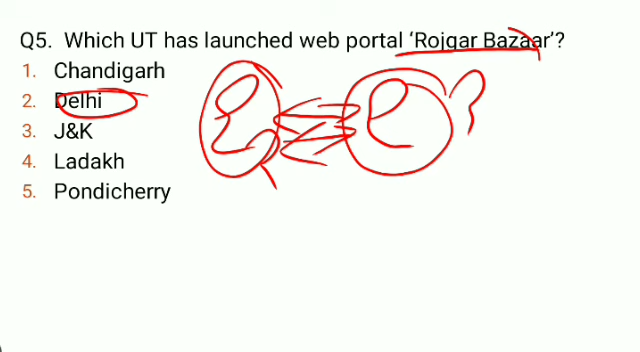 Q5. Which UT has launched web portal ‘Rojgar Bazaar’?
1. Chandigarh
2. Delhi
3. J&K
4. Ladakh
5. Pondicherry